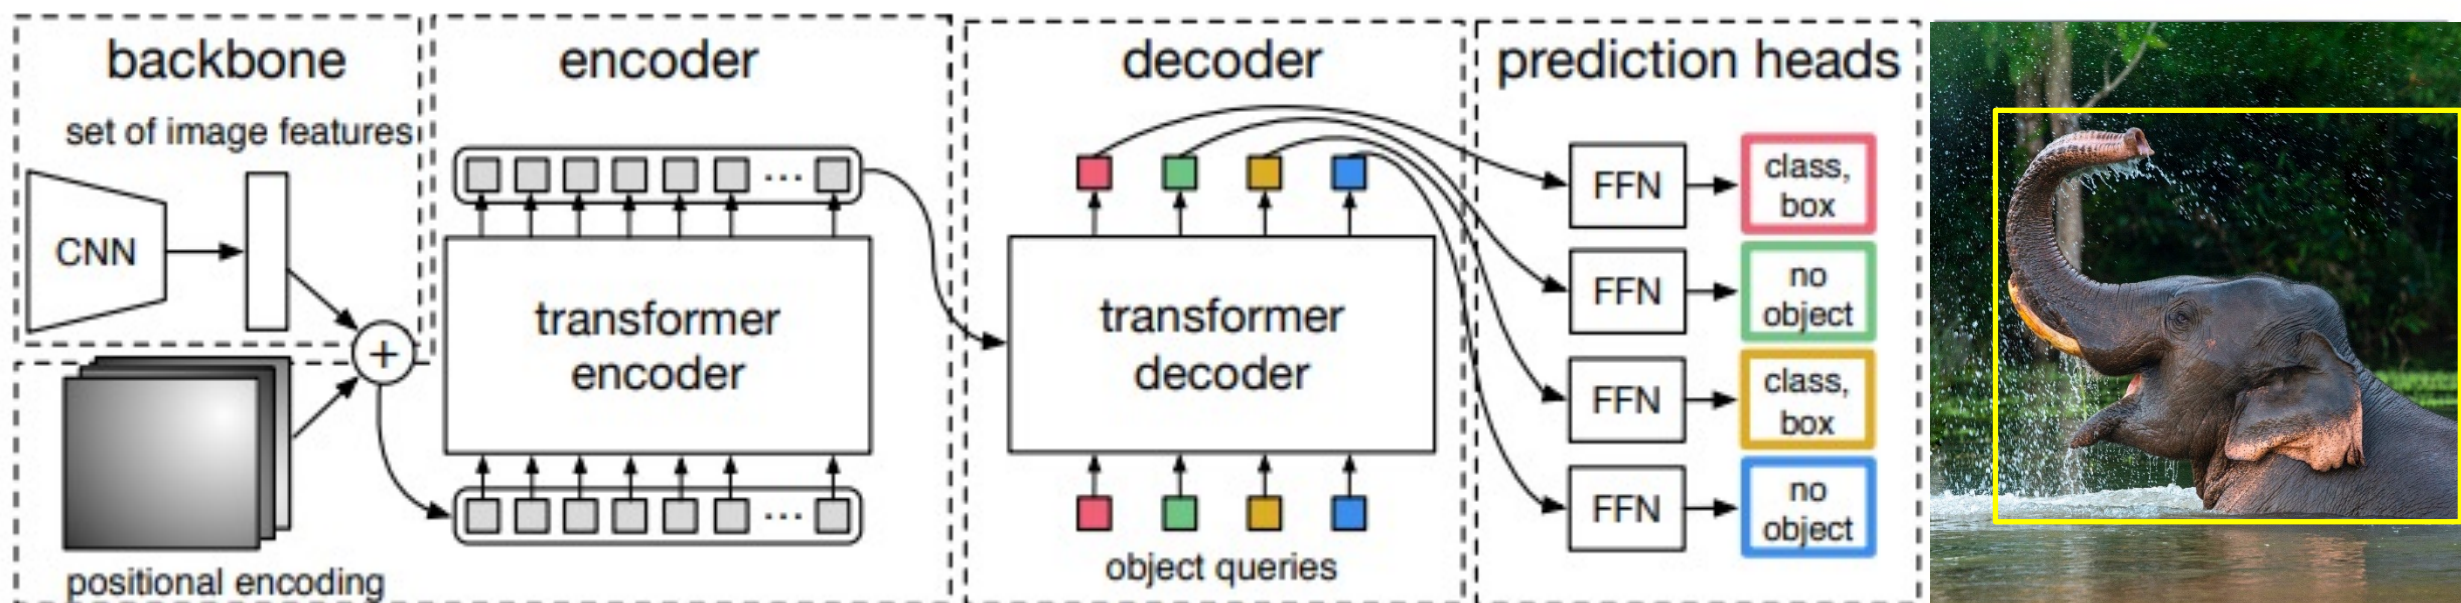 backbone
set of image features
CNN
+
positional encoding
encoder
...
transformer
encoder
...
decoder
transformer
decoder
object queries
prediction heads
FFN
class,
box
FFN
no
object
FFN
class,
box
FFN
no
object